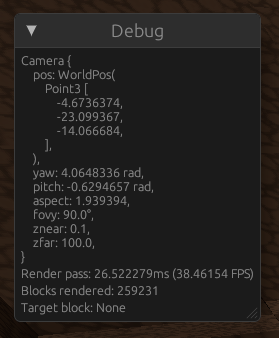 Debug
Camera {
pos: WorldPos(
Point3 [
-4.6736374,
-23.099367,
-14.066684,
],
),
yaw: 4.0648336 rad,
pitch: -0.6294657 rad,
aspect: 1.939394,
fovy: 90.0°,
znear: 0.1,
zfar: 100.0,
}
Render pass: 26.522279ms (38.46154 FPS)
Blocks rendered: 259231
Target block: None